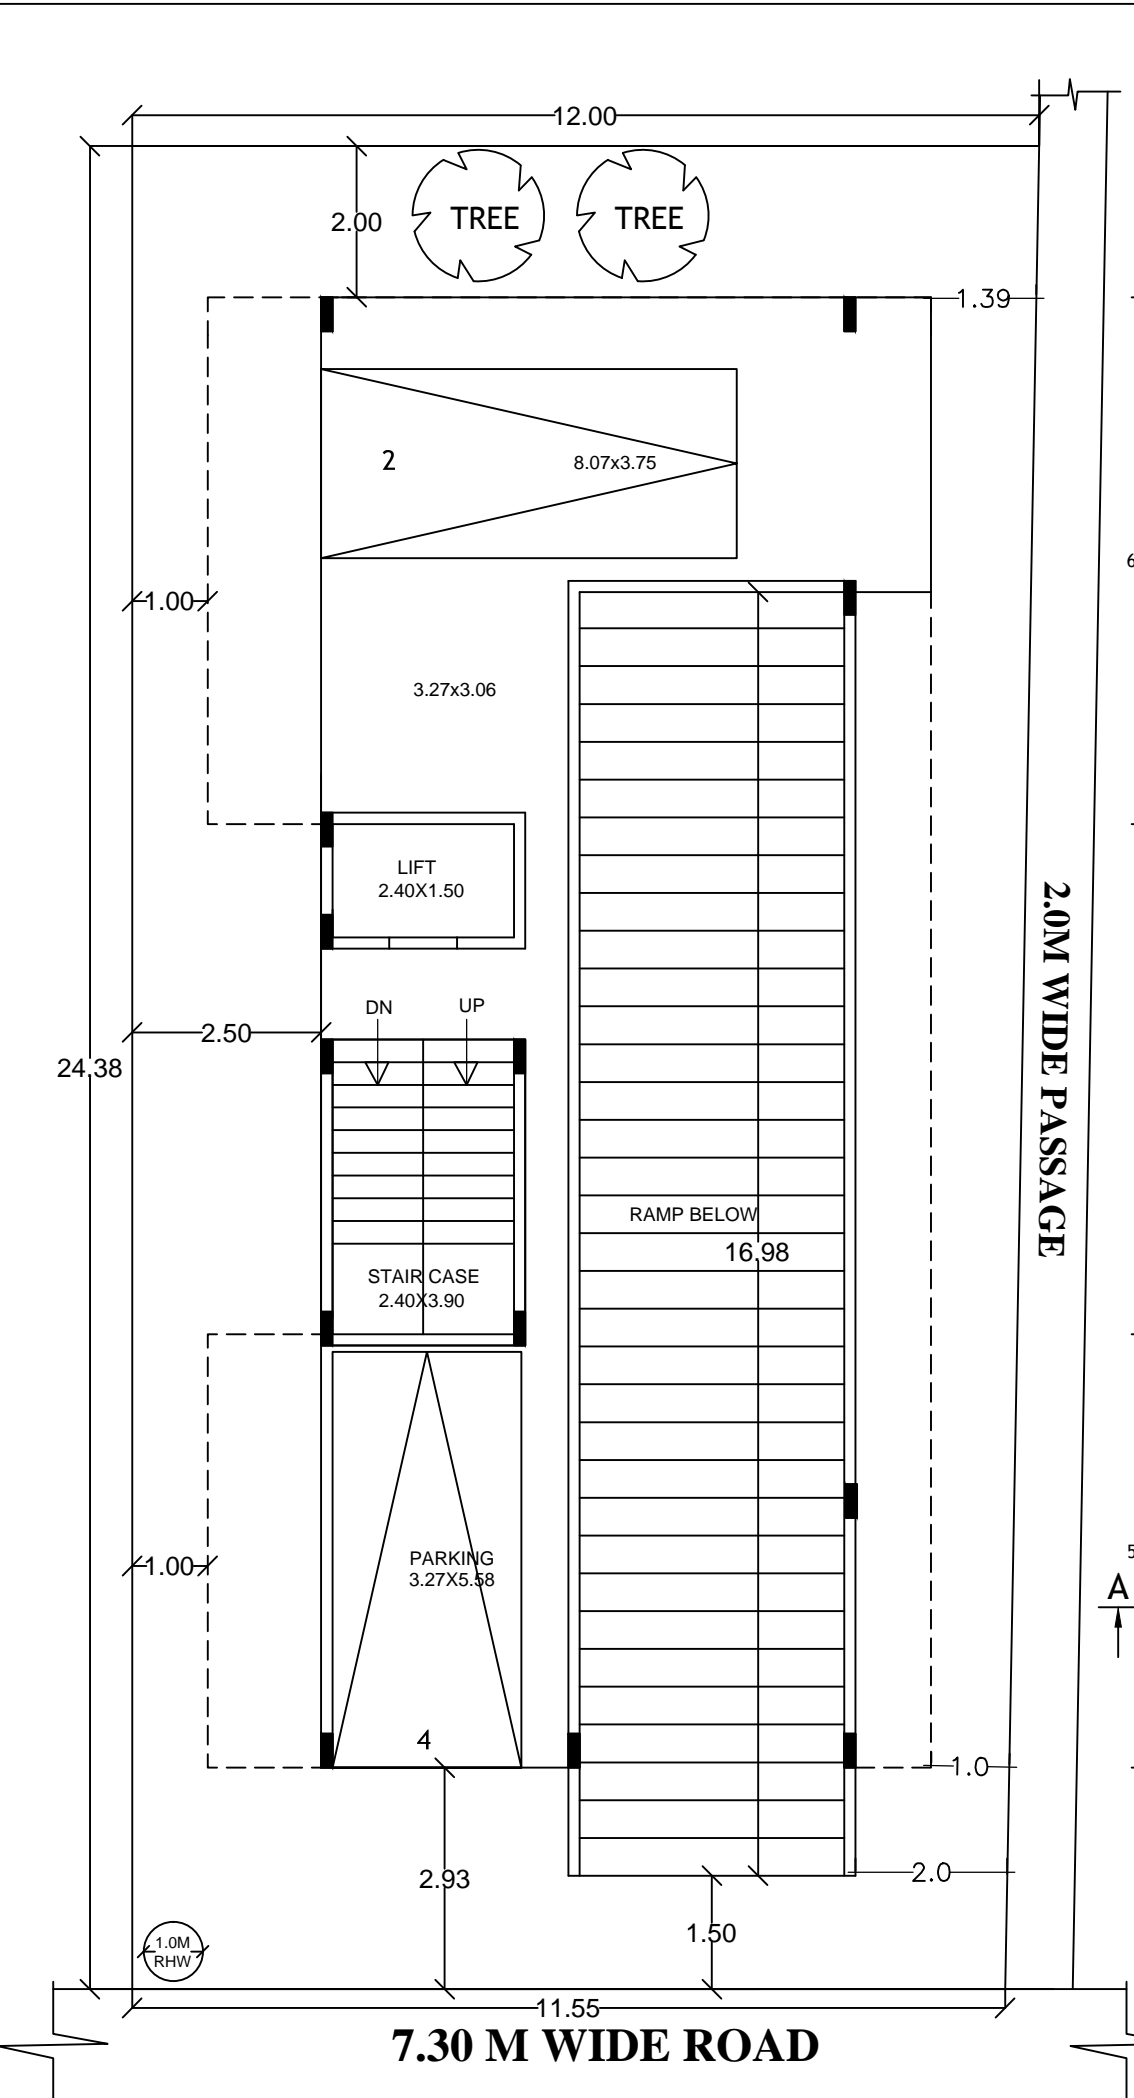 12.00
TREE
TREE
2.00
1.39
2
8.07x3.75
6
1.00
3.27x3.06
LIFT
2.40X1.50
2.0M WIDE PASSAGE
DN
UP
2.50
24.38
RAMP BELOW
16.98
STAIR CASE
2.40X3.90
PARKING
3.27X5.58
5
1.00
A
4
1.0
2.93
2.0
1.50
1.0M
RHW
11.55
7.30 M WIDE ROAD